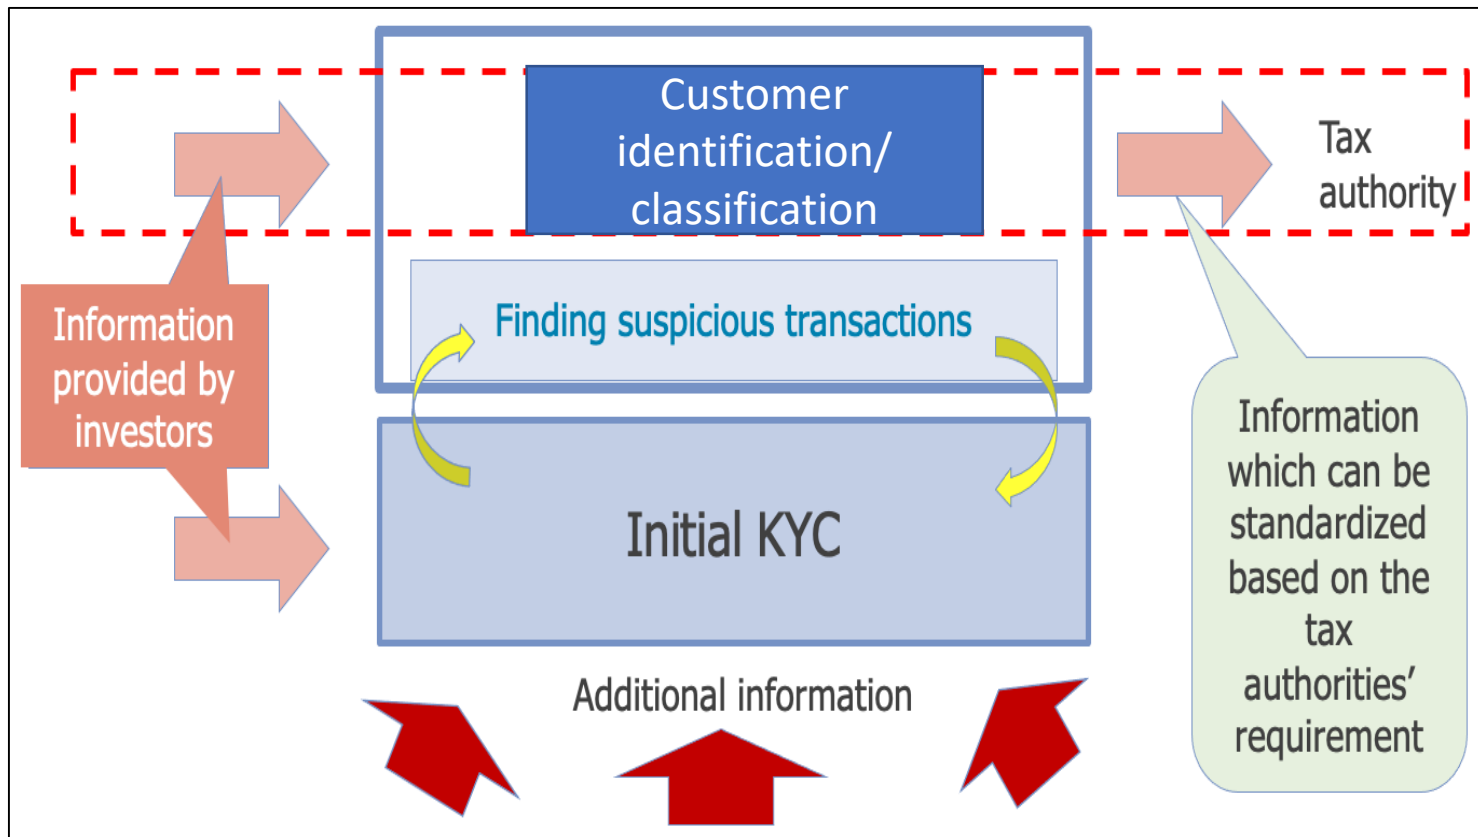 Customer
identification/
classification
Tax
authority
Information
provided by
investors
Finding suspicious transactions
Initial KYC
Additional information
Information
which can be
standardized
based on the
tax
authorities’
requirement